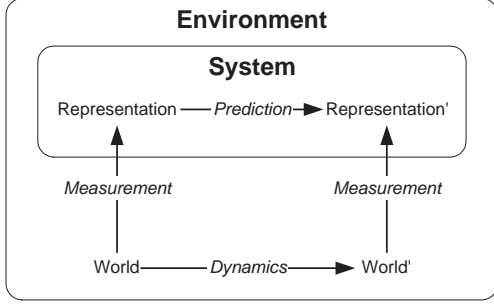 Environment
System
Representation Prediction Representation'
Measurement Measurement
World Dynamics World'